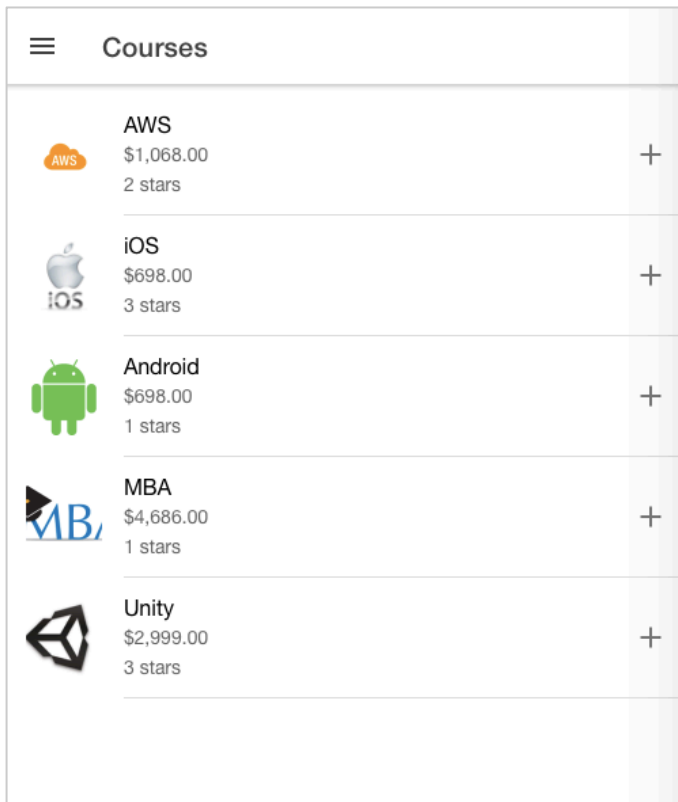 Courses
AWS
AWS
$1,068.00
2 stars
iOS
iOS
$698.00
3 stars
Android
$698.00
1 stars
MBA
MBA
$4,686.00
1 stars
Unity
$2,999.00
3 stars